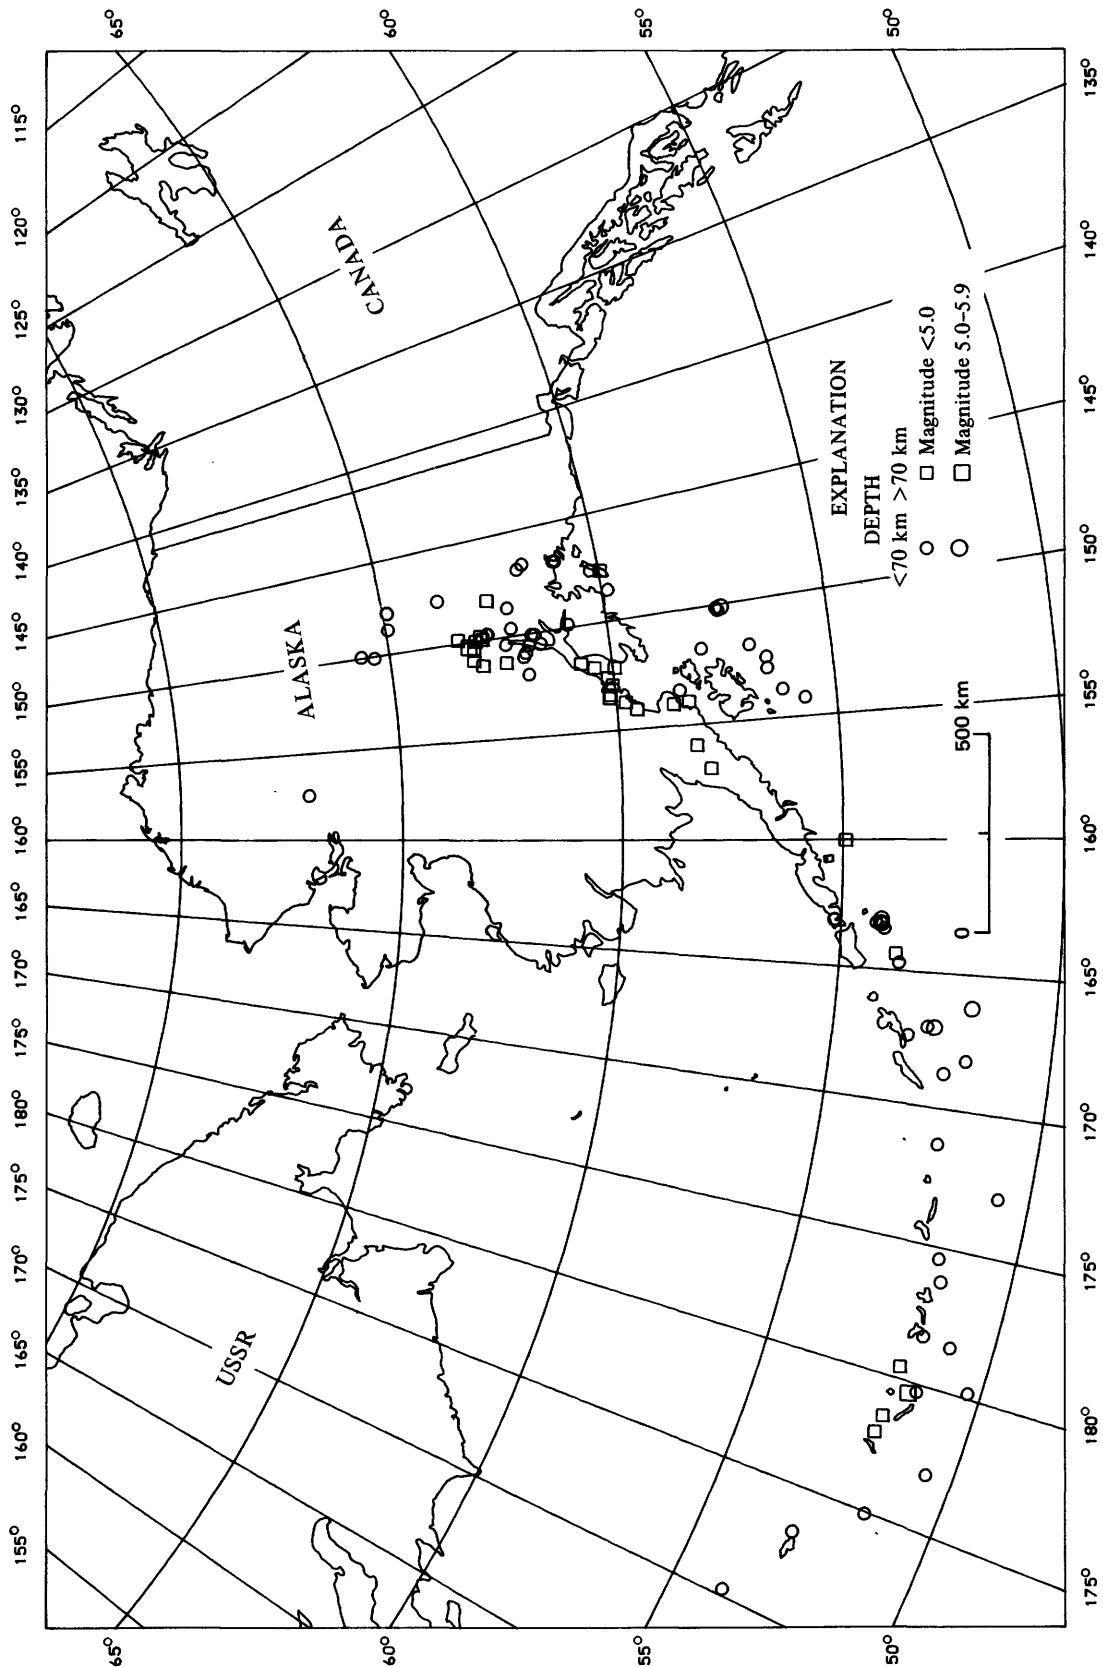 155° 160° 165° 170° 175° 180° 175° 170° 165° 160° 155° 150° 145° 140° 135° 130° 125° 120° 115°
65° 65°
USSR
ALASKA
CANADA
60° 60°
55° 55°
EXPLANATION
DEPTH
<70 km >70 km
Magnitude <5.0
Magnitude 5.0–5.9
0 500 km
50° 50°
175° 180° 175° 170° 165° 160° 155° 150° 145° 140° 135°